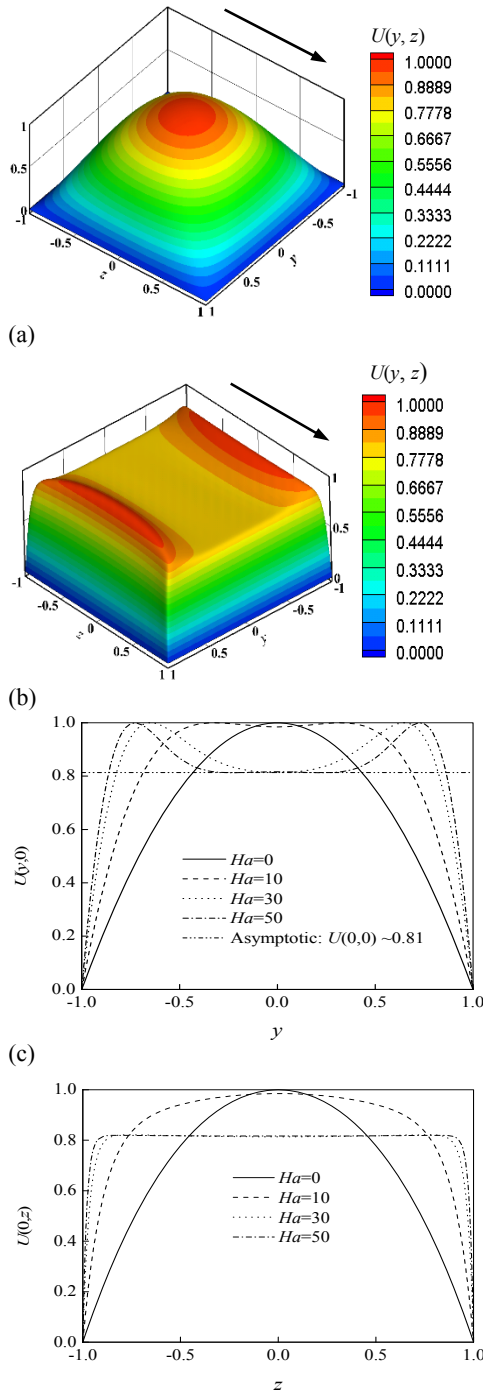 U(y, z)
1.0000
0.8889
0.7778
0.6667
0.5556
0.4444
0.3333
0.2222
0.1111
0.0000
1
0.5
0
-1
-0.5
z
0
0.5
1
1
0.5
y
0
-0.5
-1
(a)
U(y, z)
1.0000
0.8889
0.7778
0.6667
0.5556
0.4444
0.3333
0.2222
0.1111
0.0000
1
0.5
0
-1
-0.5
z
0
0.5
1
1
0.5
y
0
-0.5
-1
(b)
1.0
0.8
0.6
0.4
0.2
0.0
U(y,0)
Ha=0
Ha=10
Ha=30
Ha=50
Asymptotic: U(0,0) ~0.81
-1.0 -0.5 0.0 0.5 1.0
y
(c)
1.0
0.8
0.6
0.4
0.2
0.0
U(0,z)
Ha=0
Ha=10
Ha=30
Ha=50
-1.0 -0.5 0.0 0.5 1.0
z